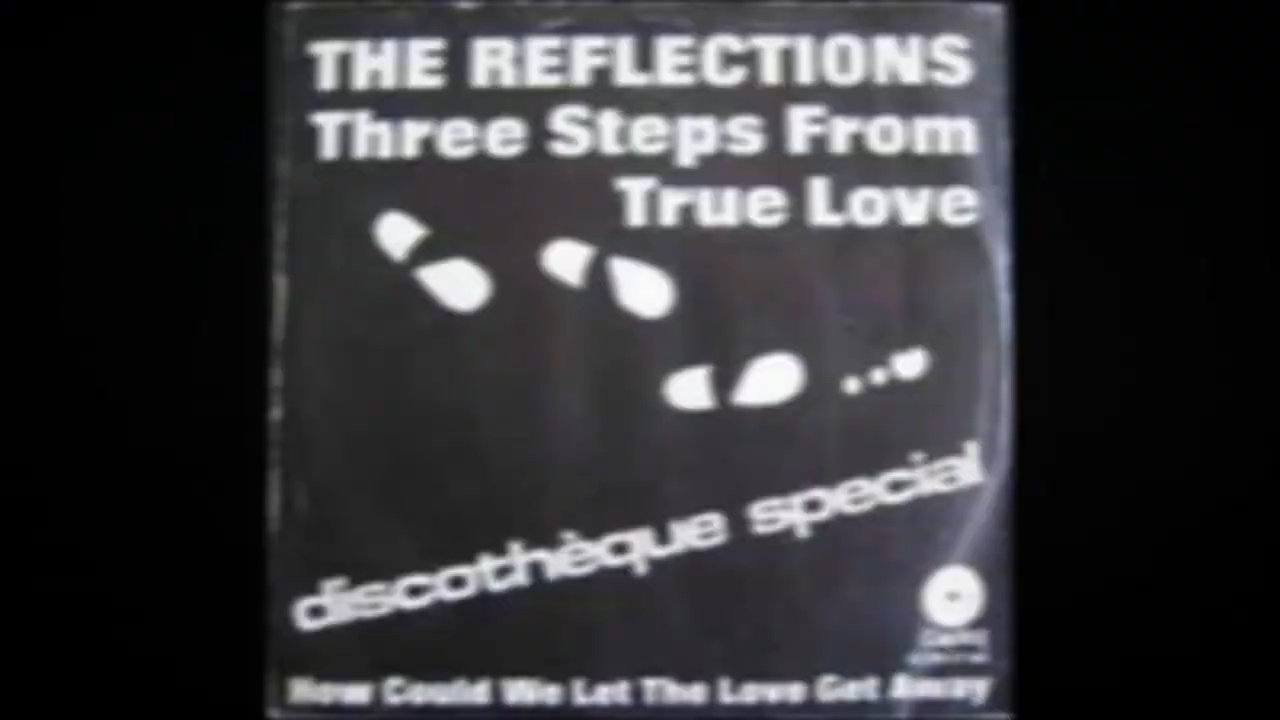 THE REFLECTIONS
Three Steps From
True Love
discothèque special
How Could We Let The Love Get Away